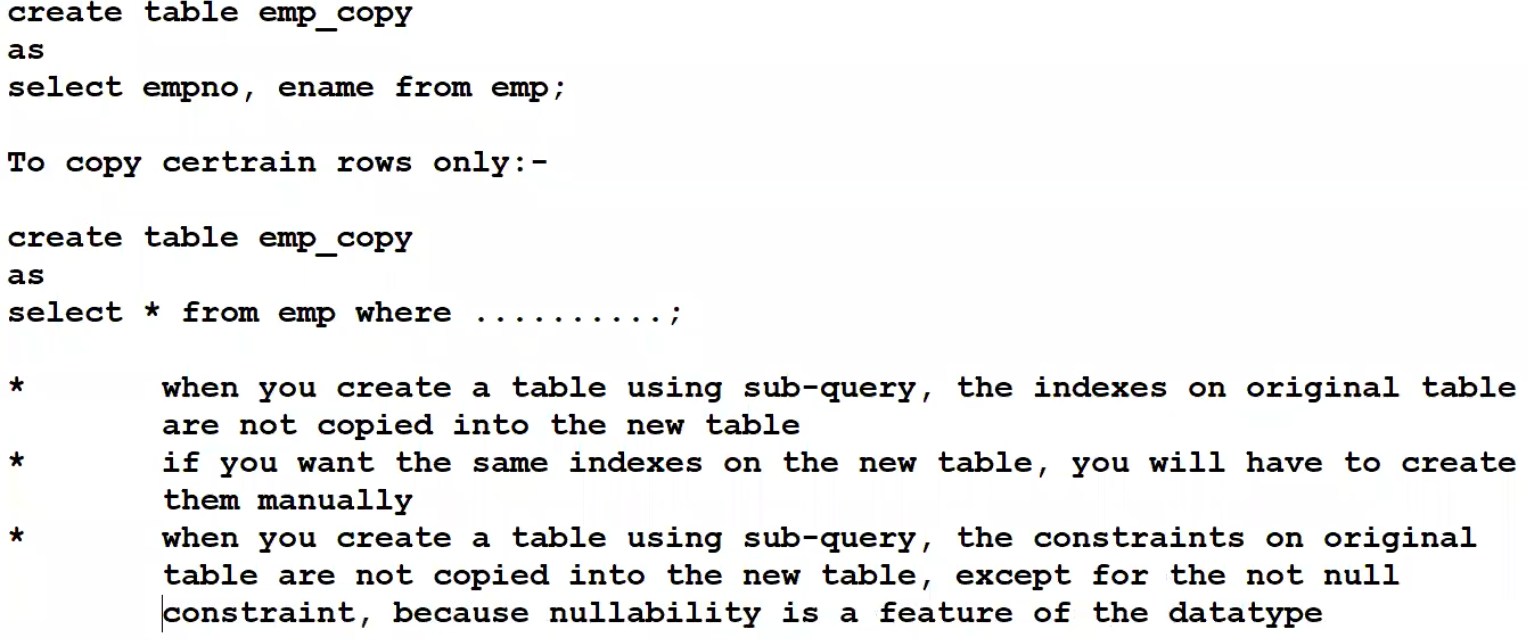 create table emp_copy
as
select empno, ename from emp;
To copy certrain rows only:-
create table emp_copy
as
select * from emp where ..........;
* when you create a table using sub-query, the indexes on original table
are not copied into the new table
* if you want the same indexes on the new table, you will have to create
them manually
* when you create a table using sub-query, the constraints on original
table are not copied into the new table, except for the not null
constraint, because nullability is a feature of the datatype